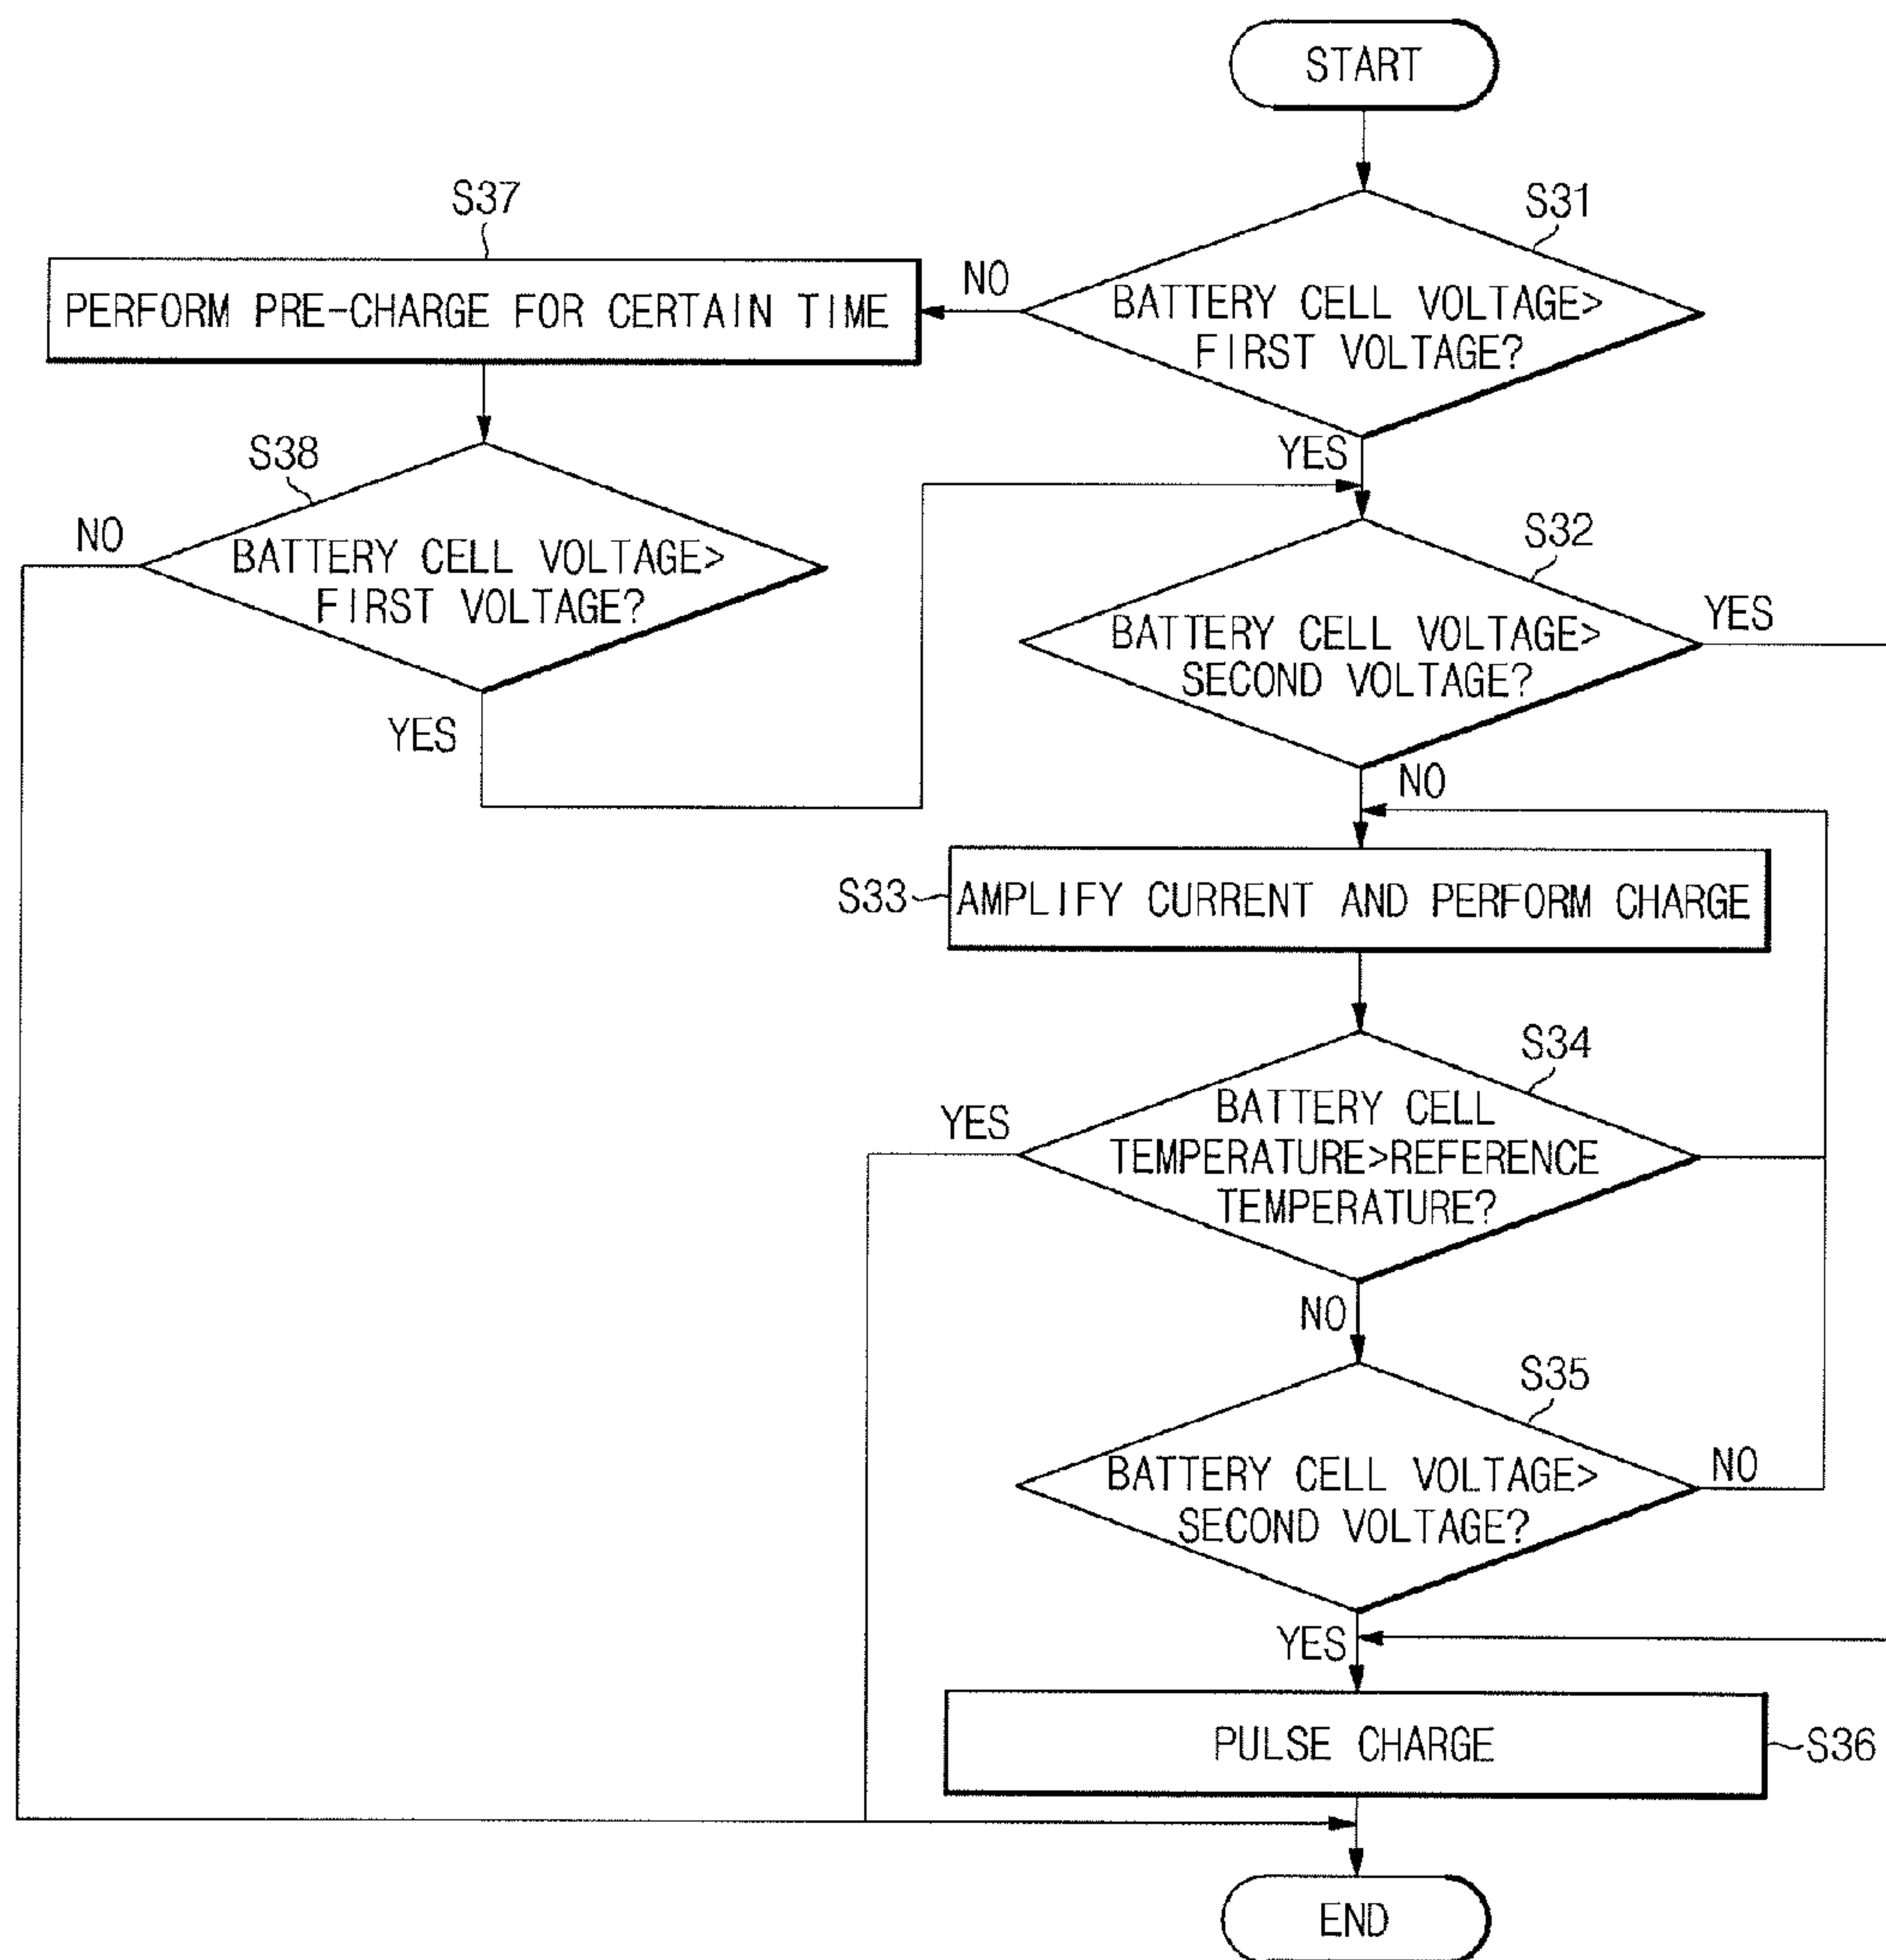 START
S31
BATTERY CELL VOLTAGE>
FIRST VOLTAGE?
NO
YES
S37
PERFORM PRE-CHARGE FOR CERTAIN TIME
S38
BATTERY CELL VOLTAGE>
FIRST VOLTAGE?
NO
YES
S32
BATTERY CELL VOLTAGE>
SECOND VOLTAGE?
YES
NO
S33
AMPLIFY CURRENT AND PERFORM CHARGE
S34
BATTERY CELL
TEMPERATURE>REFERENCE
TEMPERATURE?
YES
NO
S35
BATTERY CELL VOLTAGE>
SECOND VOLTAGE?
NO
YES
PULSE CHARGE
S36
END